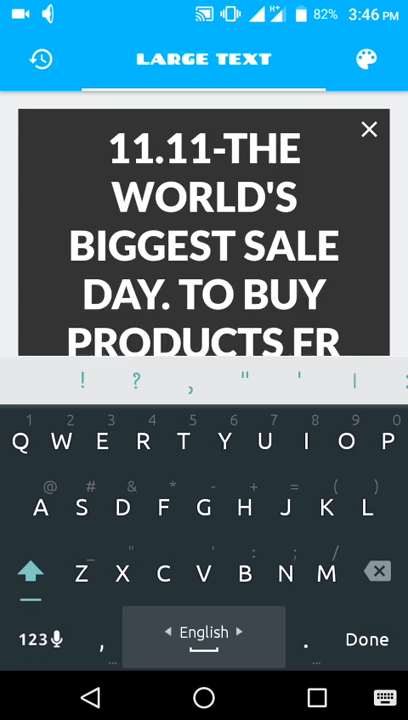 H+ 82% 3:46 PM
LARGE TEXT
11.11-THE
WORLD'S
BIGGEST SALE
DAY. TO BUY
PRODUCTS FR
! ? , " ' | :
1 2 3 4 5 6 7 8 9 0
Q W E R T Y U I O P
@ # & * - + = ( )
A S D F G H J K L
_ " ' : ; /
Z X C V B N M
123 , English . Done